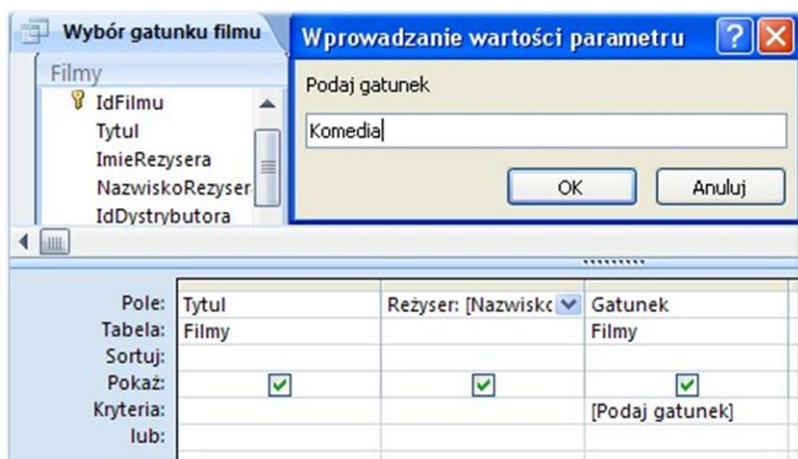 Wybór gatunku filmu
Filmy
IdFilmu
Tytul
ImieRezysera
NazwiskoRezyser
IdDystrybutora
Wprowadzanie wartości parametru
Podaj gatunek
Komedia
OK Anuluj
Pole: Tytul Reżyser: [Nazwiskc Gatunek
Tabela: Filmy Filmy
Sortuj:
Pokaż:
Kryteria: [Podaj gatunek]
lub: